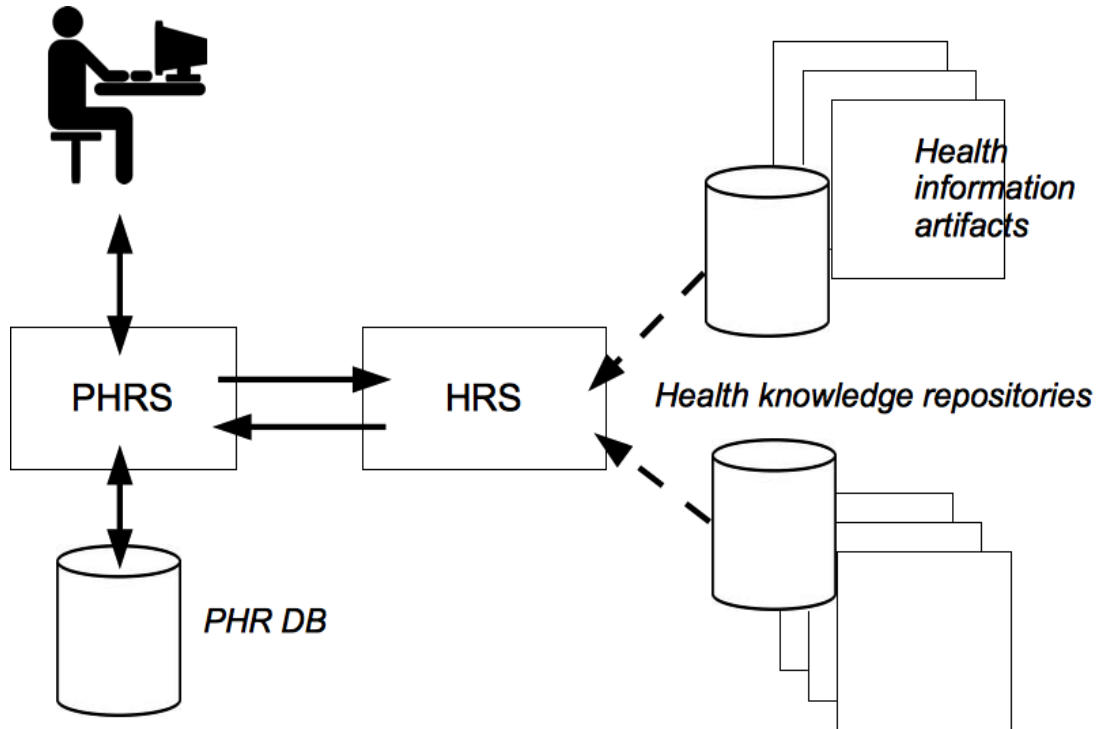 Health
information
artifacts
PHRS
HRS
Health knowledge repositories
PHR DB